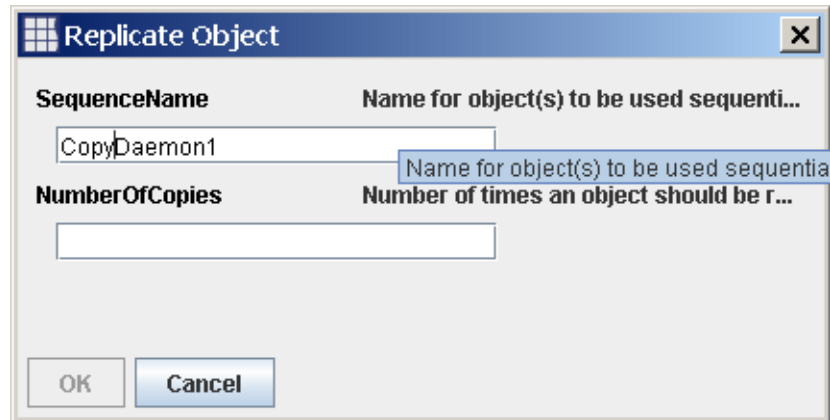 Replicate Object
SequenceName Name for object(s) to be used sequenti...
CopyDaemon1
Name for object(s) to be used sequentia
NumberOfCopies Number of times an object should be r...
OK Cancel